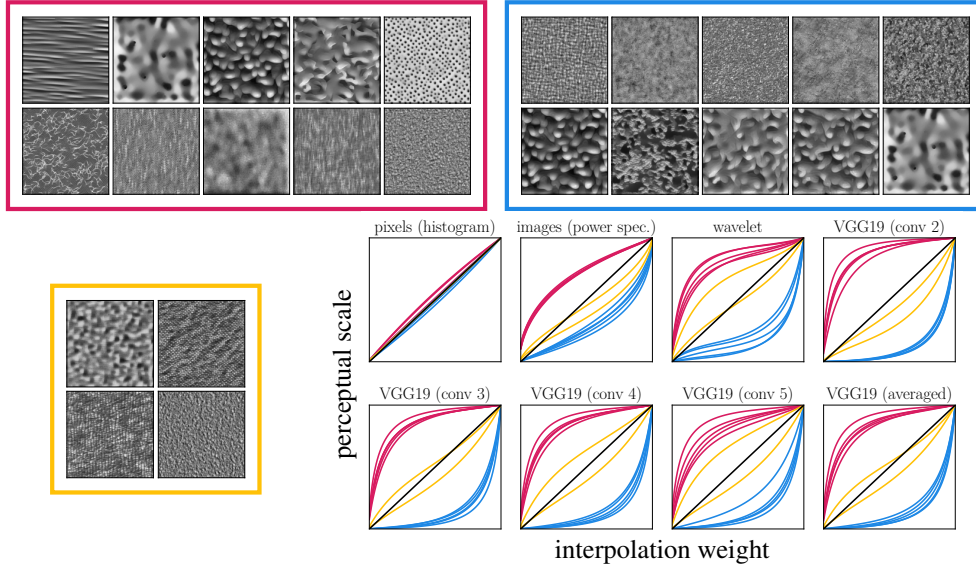 pixels (histogram)
images (power spec.)
wavelet
VGG19 (conv 2)
perceptual scale
VGG19 (conv 3)
VGG19 (conv 4)
VGG19 (conv 5)
VGG19 (averaged)
interpolation weight